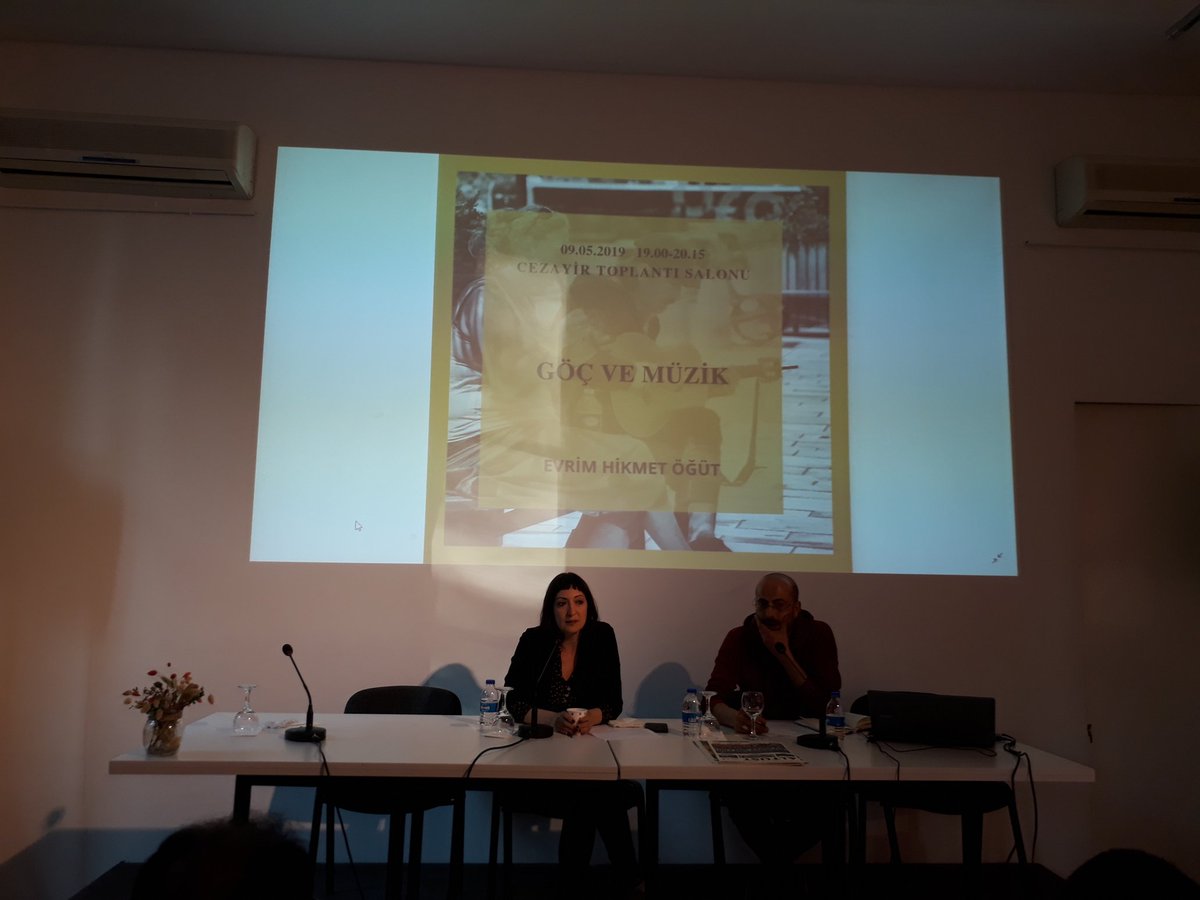 09.05.2019 19.00-20.15
CEZAYİR TOPLANTI SALONU
GÖÇ VE MÜZİK
EVRİM HİKMET ÖĞÜT